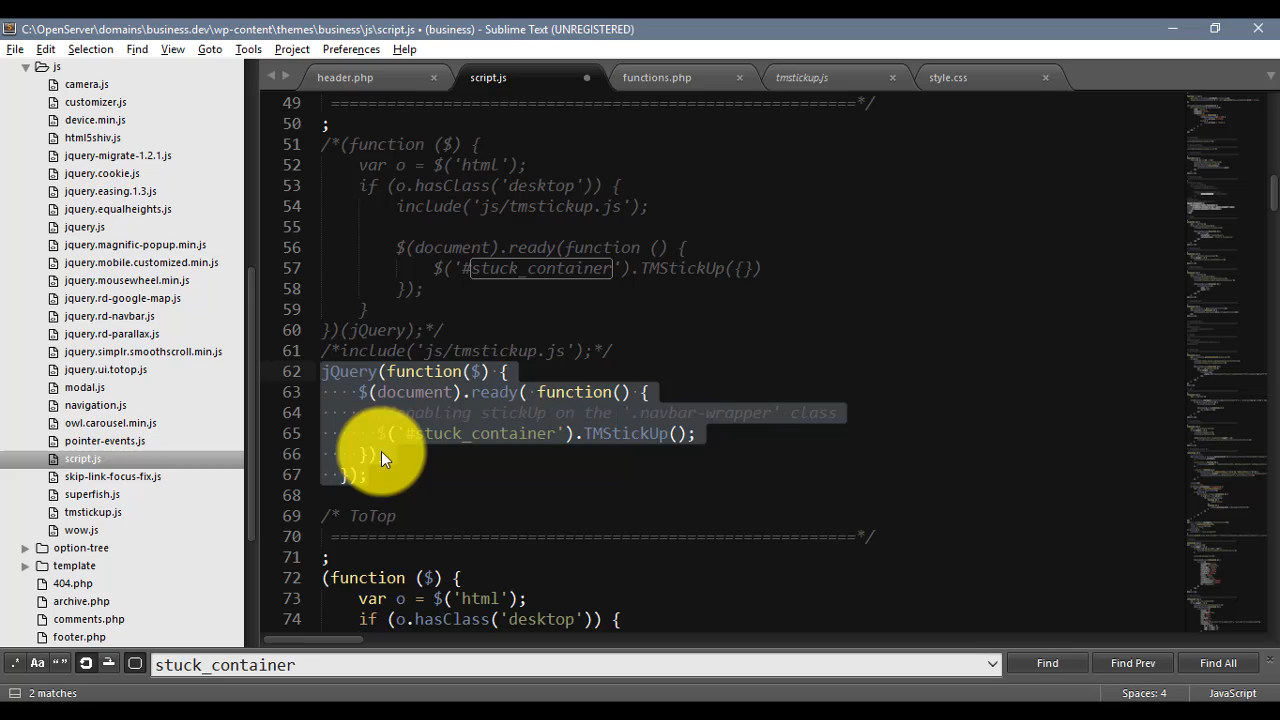 C:\OpenServer\domains\business.dev\wp-content\themes\business\js\script.js • (business) - Sublime Text (UNREGISTERED)
File Edit Selection Find View Goto Tools Project Preferences Help
js
camera.js
customizer.js
device.min.js
html5shiv.js
jquery-migrate-1.2.1.js
jquery.cookie.js
jquery.easing.1.3.js
jquery.equalheights.js
jquery.js
jquery.magnific-popup.min.js
jquery.mobile.customized.min.js
jquery.mousewheel.min.js
jquery.rd-google-map.js
jquery.rd-navbar.js
jquery.rd-parallax.js
jquery.simplr.smoothscroll.min.js
jquery.ui.totop.js
modal.js
navigation.js
owl.carousel.min.js
pointer-events.js
script.js
skip-link-focus-fix.js
superfish.js
tmstickup.js
wow.js
option-tree
template
404.php
archive.php
comments.php
footer.php
header.php × script.js • functions.php × tmstickup.js × style.css ×
49 ========================================================*/
50 ;
51 /*(function ($) {
52 var o = $('html');
53 if (o.hasClass('desktop')) {
54 include('js/tmstickup.js');
55
56 $(document).ready(function () {
57 $('#stuck_container').TMStickUp({})
58 });
59 }
60 })(jQuery);*/
61 /*include('js/tmstickup.js');*/
62 jQuery(function($) {
63 $(document).ready( function() {
64 enabling stickup on the '.navbar-wrapper' class
65 $('#stuck_container').TMStickUp();
66 })
67 });
68
69 /* ToTop
70 ========================================================*/
71 ;
72 (function ($) {
73 var o = $('html');
74 if (o.hasClass('desktop')) {
.* Aa “” stuck_container Find Find Prev Find All
2 matches Spaces: 4 JavaScript